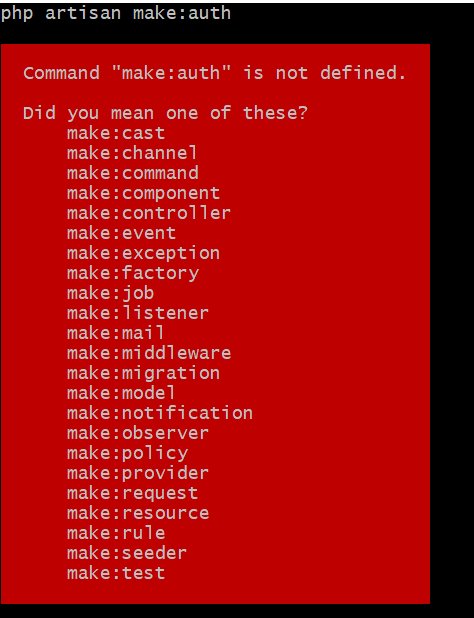 php artisan make:auth
Command "make:auth" is not defined.
Did you mean one of these?
make:cast
make:channel
make:command
make:component
make:controller
make:event
make:exception
make:factory
make:job
make:listener
make:mail
make:middleware
make:migration
make:model
make:notification
make:observer
make:policy
make:provider
make:request
make:resource
make:rule
make:seeder
make:test